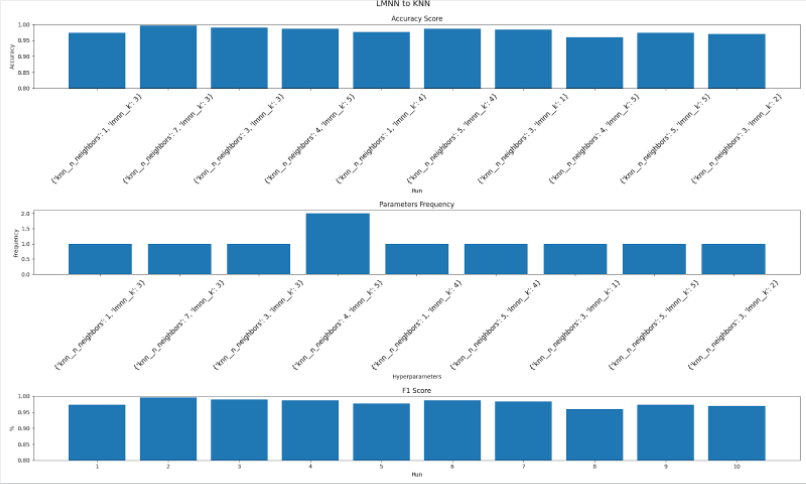 LMNN to KNN
Accuracy Score
Accuracy
1.00
0.95
0.90
0.85
0.80
{'knn__n_neighbors': 1, 'lmnn__k': 3}
{'knn__n_neighbors': 7, 'lmnn__k': 3}
{'knn__n_neighbors': 3, 'lmnn__k': 3}
{'knn__n_neighbors': 4, 'lmnn__k': 5}
{'knn__n_neighbors': 1, 'lmnn__k': 4}
{'knn__n_neighbors': 5, 'lmnn__k': 4}
{'knn__n_neighbors': 3, 'lmnn__k': 1}
{'knn__n_neighbors': 4, 'lmnn__k': 5}
{'knn__n_neighbors': 5, 'lmnn__k': 5}
{'knn__n_neighbors': 3, 'lmnn__k': 2}
Run
Parameters Frequency
Frequency
2.0
1.5
1.0
0.5
0.0
{'knn__n_neighbors': 1, 'lmnn__k': 3}
{'knn__n_neighbors': 7, 'lmnn__k': 3}
{'knn__n_neighbors': 3, 'lmnn__k': 3}
{'knn__n_neighbors': 4, 'lmnn__k': 5}
{'knn__n_neighbors': 1, 'lmnn__k': 4}
{'knn__n_neighbors': 5, 'lmnn__k': 4}
{'knn__n_neighbors': 3, 'lmnn__k': 1}
{'knn__n_neighbors': 5, 'lmnn__k': 5}
{'knn__n_neighbors': 3, 'lmnn__k': 2}
Hyperparameters
F1 Score
%
1.00
0.95
0.90
0.85
0.80
1 2 3 4 5 6 7 8 9 10
Run